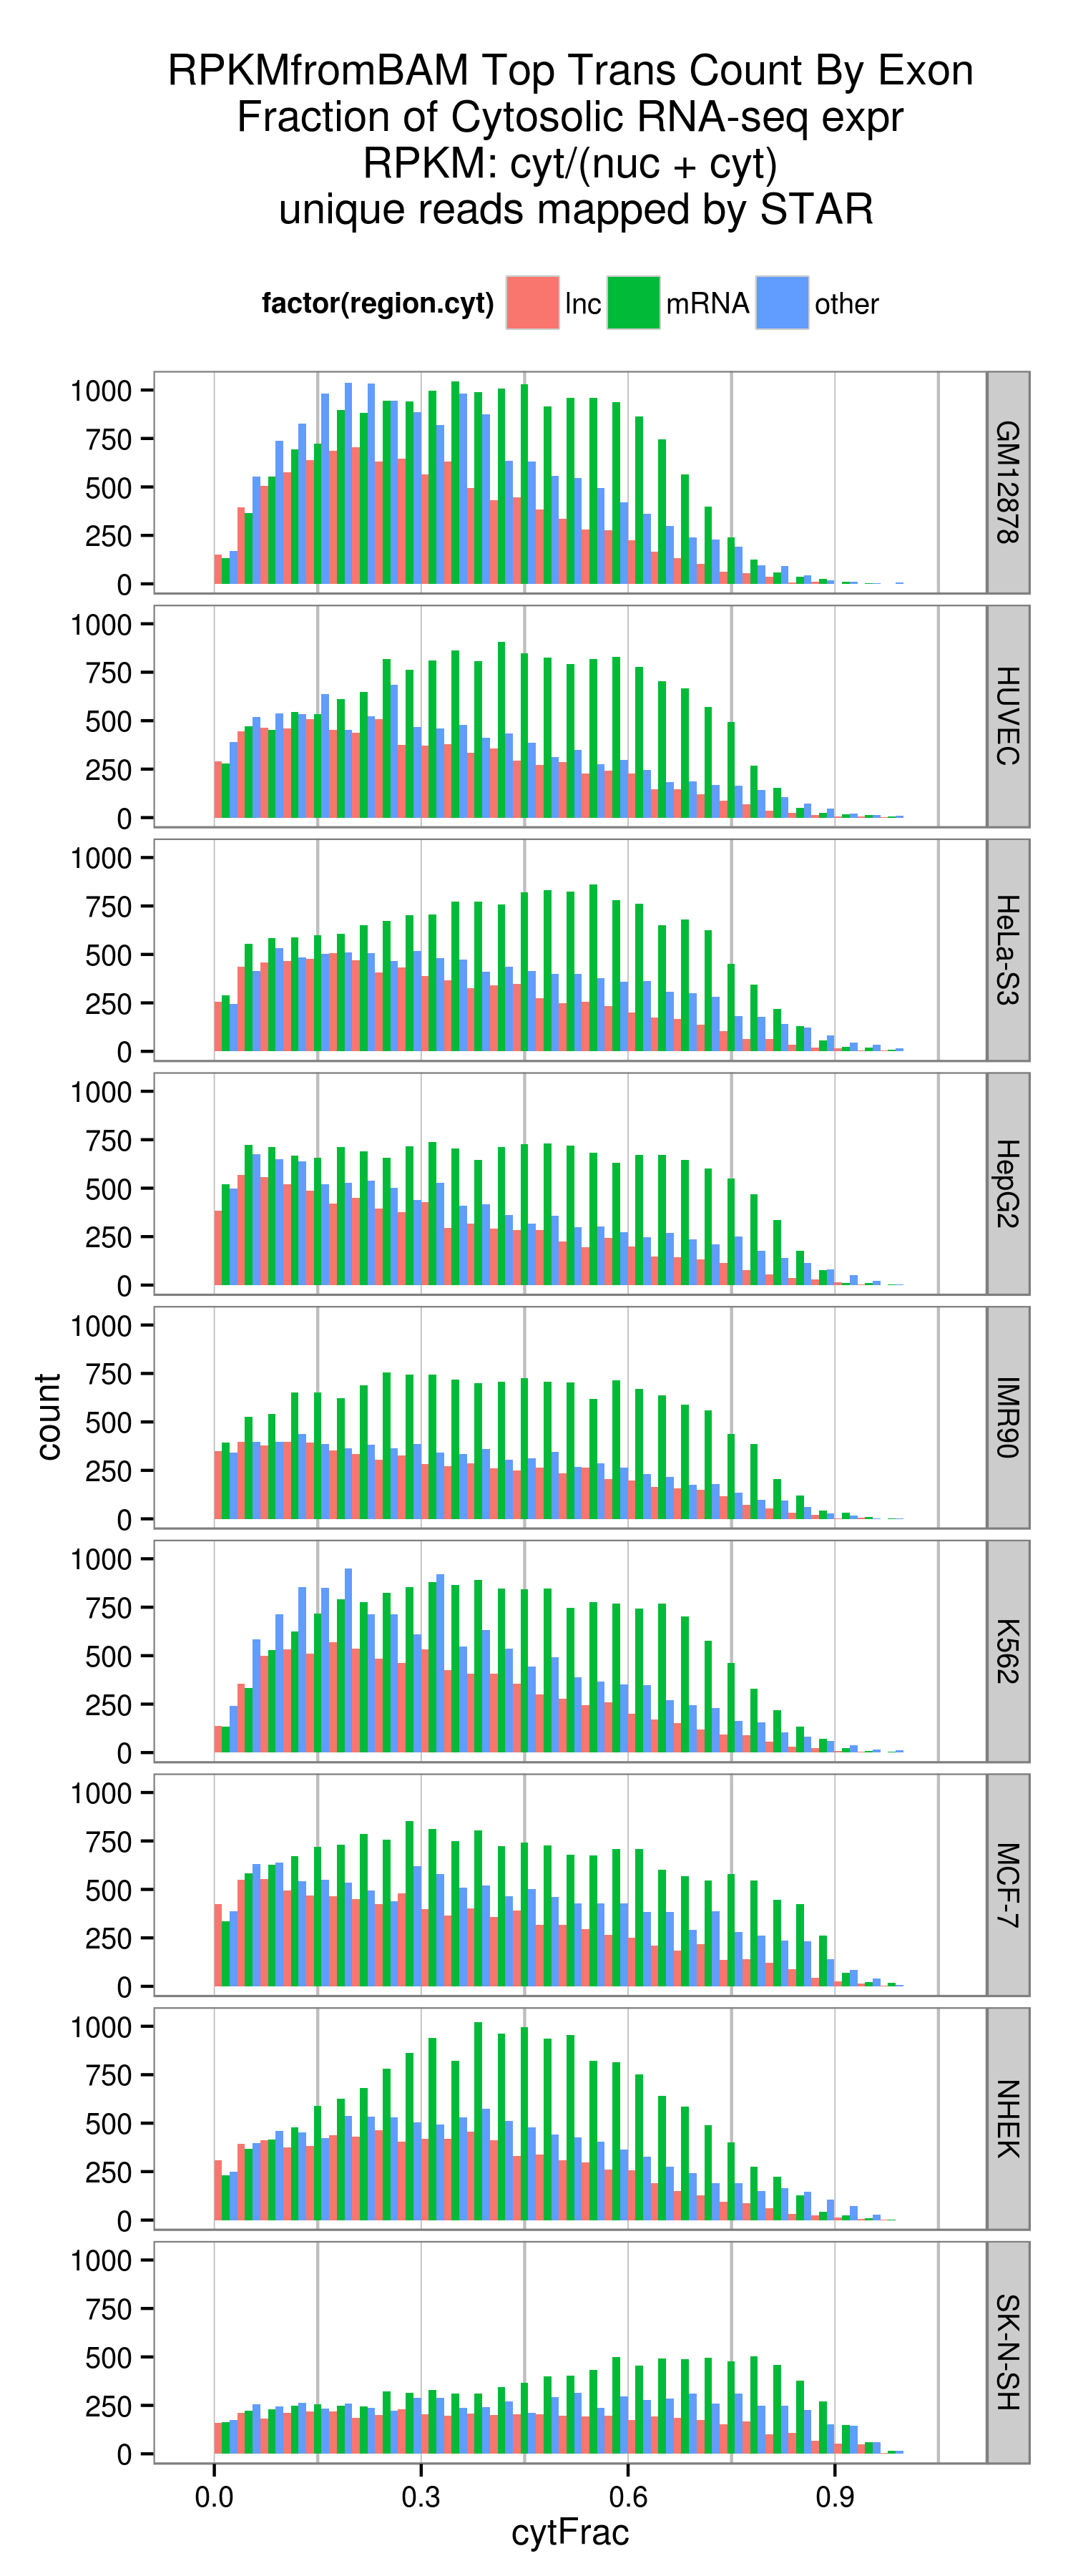 RPKMfromBAM Top Trans Count By Exon
Fraction of Cytosolic RNA-seq expr
RPKM: cyt/(nuc + cyt)
unique reads mapped by STAR
factor(region.cyt) lnc mRNA other
1000
750
500
250
0
GM12878
1000
750
500
250
0
HUVEC
1000
750
500
250
0
HeLa-S3
1000
750
500
250
0
HepG2
1000
750
500
250
0
IMR90
count
1000
750
500
250
0
K562
1000
750
500
250
0
MCF-7
1000
750
500
250
0
NHEK
1000
750
500
250
0
SK-N-SH
0.0 0.3 0.6 0.9
cytFrac